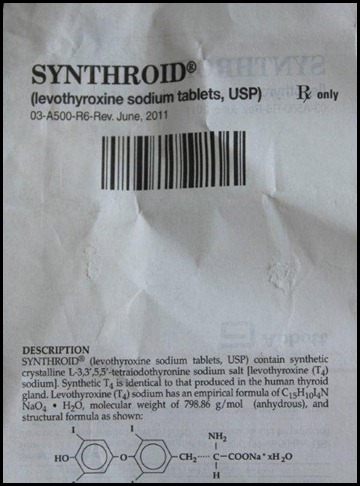 SYNTHROID®
(levothyroxine sodium tablets, USP) ℞ only
03-A500-R6-Rev. June, 2011
DESCRIPTION
SYNTHROID® (levothyroxine sodium tablets, USP) contain synthetic
crystalline L-3,3',5,5'-tetraiodothyronine sodium salt [levothyroxine (T4)
sodium]. Synthetic T4 is identical to that produced in the human thyroid
gland. Levothyroxine (T4) sodium has an empirical formula of C15H10I4N
NaO4 • H2O, molecular weight of 798.86 g/mol (anhydrous), and
structural formula as shown:
I I
NH2
HO O CH2 C-COONa•xH2O
H